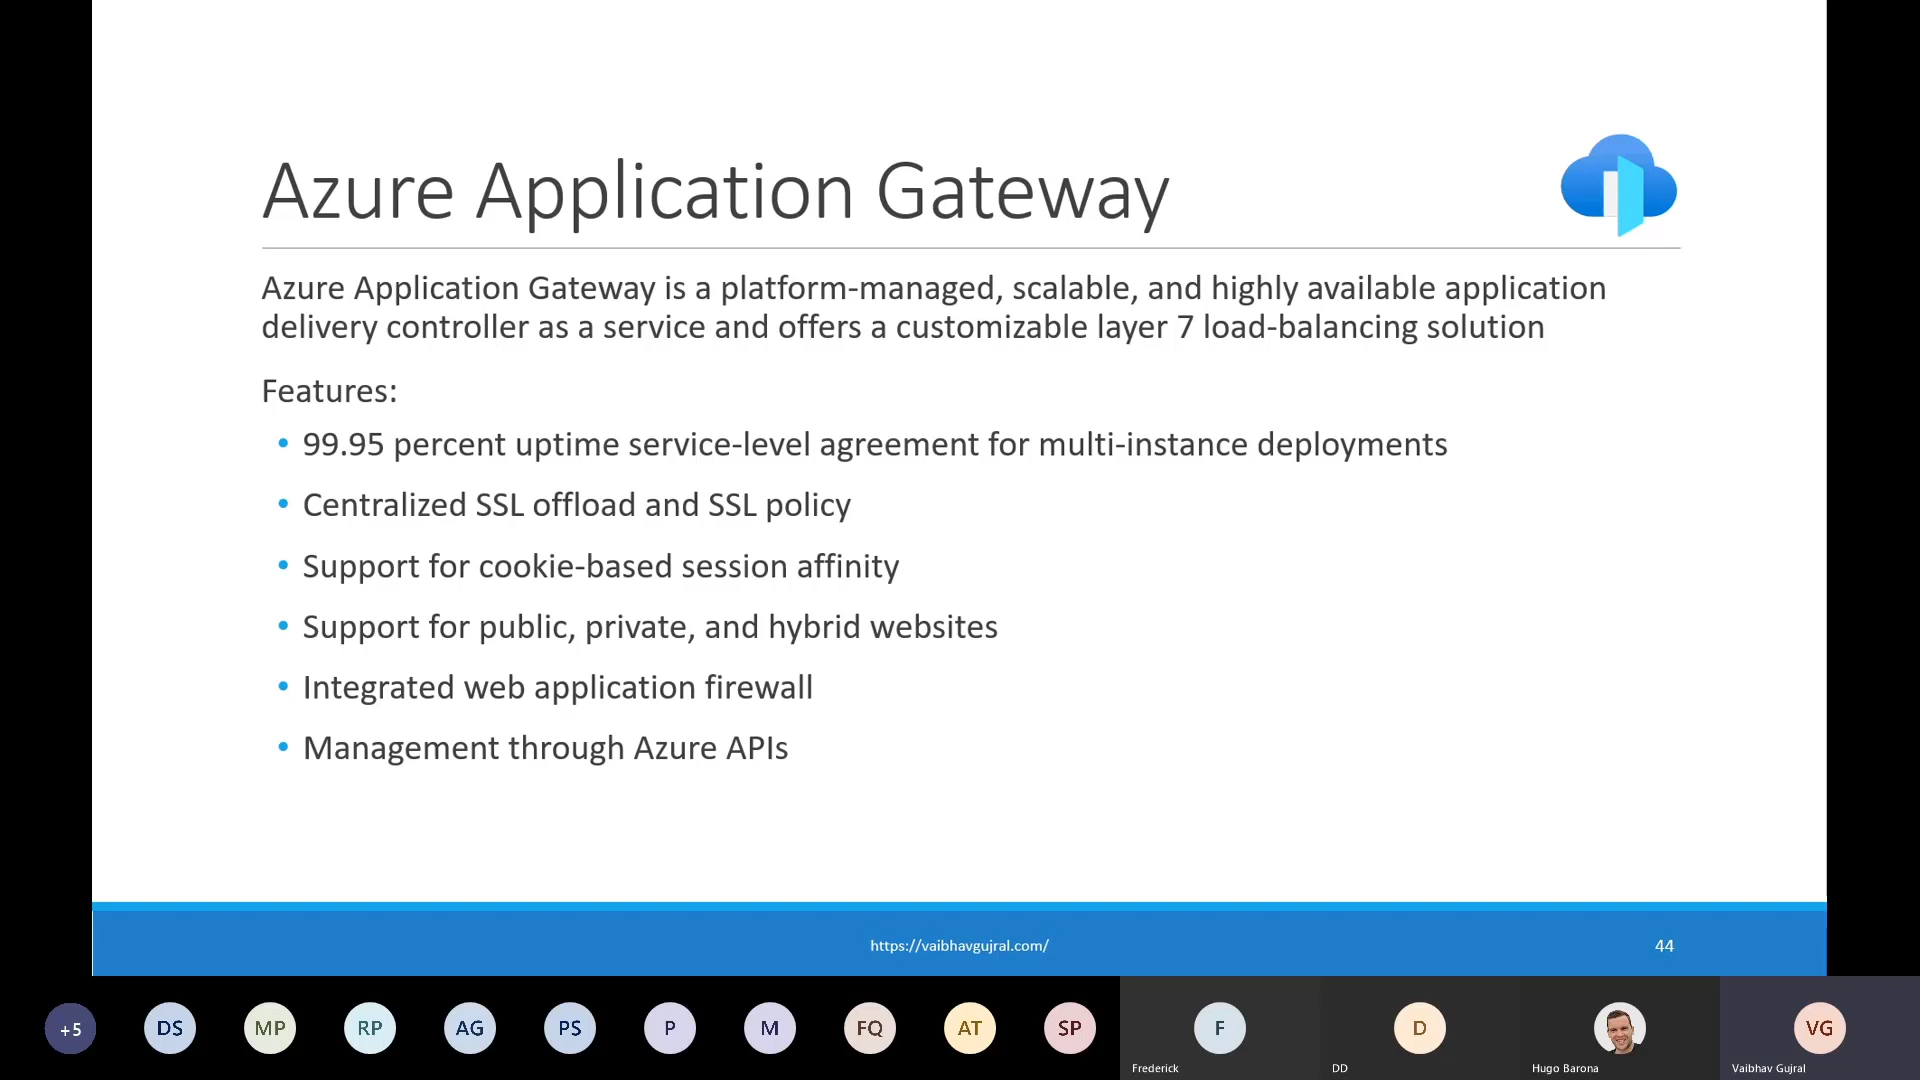 Azure Application Gateway
Azure Application Gateway is a platform-managed, scalable, and highly available application
delivery controller as a service and offers a customizable layer 7 load-balancing solution
Features:
• 99.95 percent uptime service-level agreement for multi-instance deployments
• Centralized SSL offload and SSL policy
• Support for cookie-based session affinity
• Support for public, private, and hybrid websites
• Integrated web application firewall
• Management through Azure APIs
https://vaibhavgujral.com/
44
+5
DS
MP
RP
AG
PS
P
M
FQ
AT
SP
F
D
VG
Frederick
DD
Hugo Barona
Vaibhav Gujral